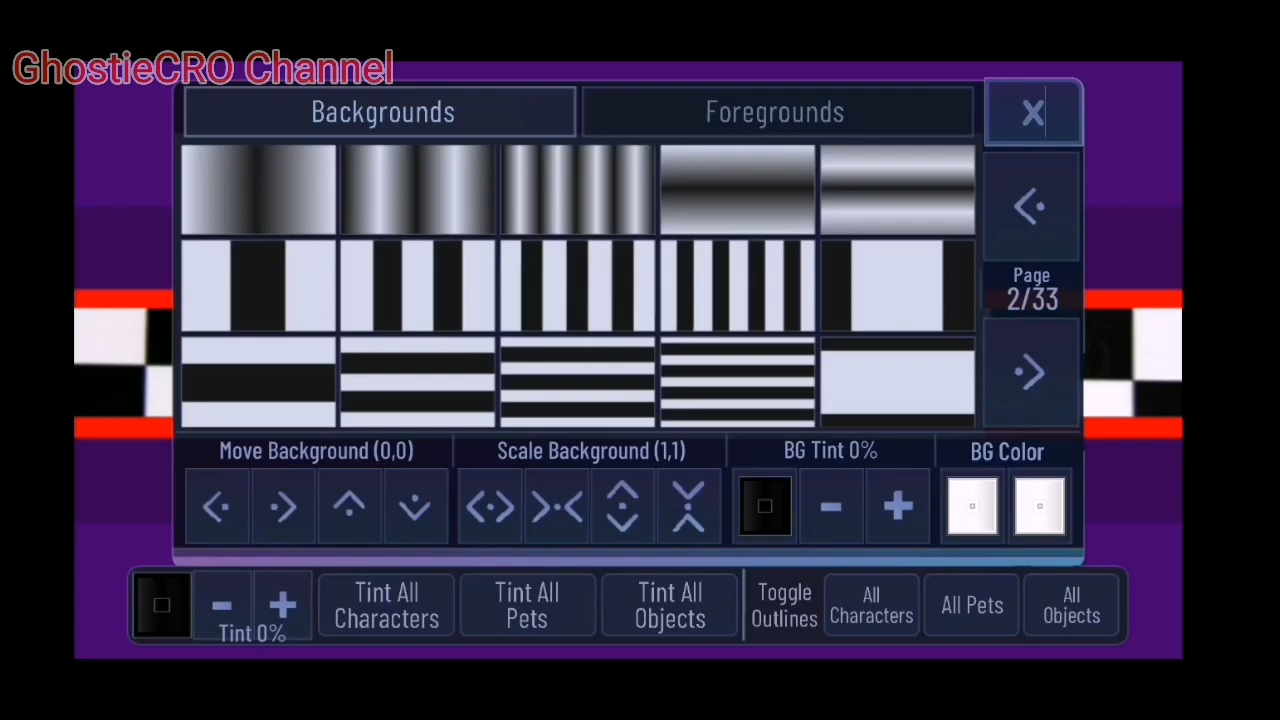 GhostieCRO Channel
Backgrounds
Foregrounds
X
Page
2/33
Move Background (0,0)
Scale Background (1,1)
BG Tint 0%
BG Color
Tint 0%
Tint All
Characters
Tint All
Pets
Tint All
Objects
Toggle
Outlines
All
Characters
All Pets
All
Objects